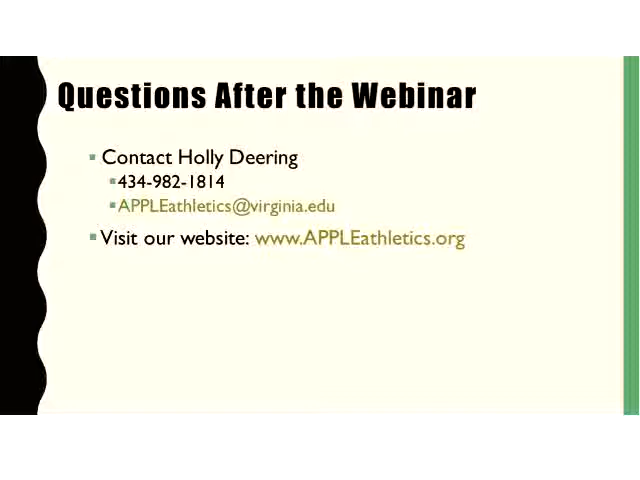 Questions After the Webinar
Contact Holly Deering
434-982-1814
APPLEathletics@virginia.edu
Visit our website: www.APPLEathletics.org